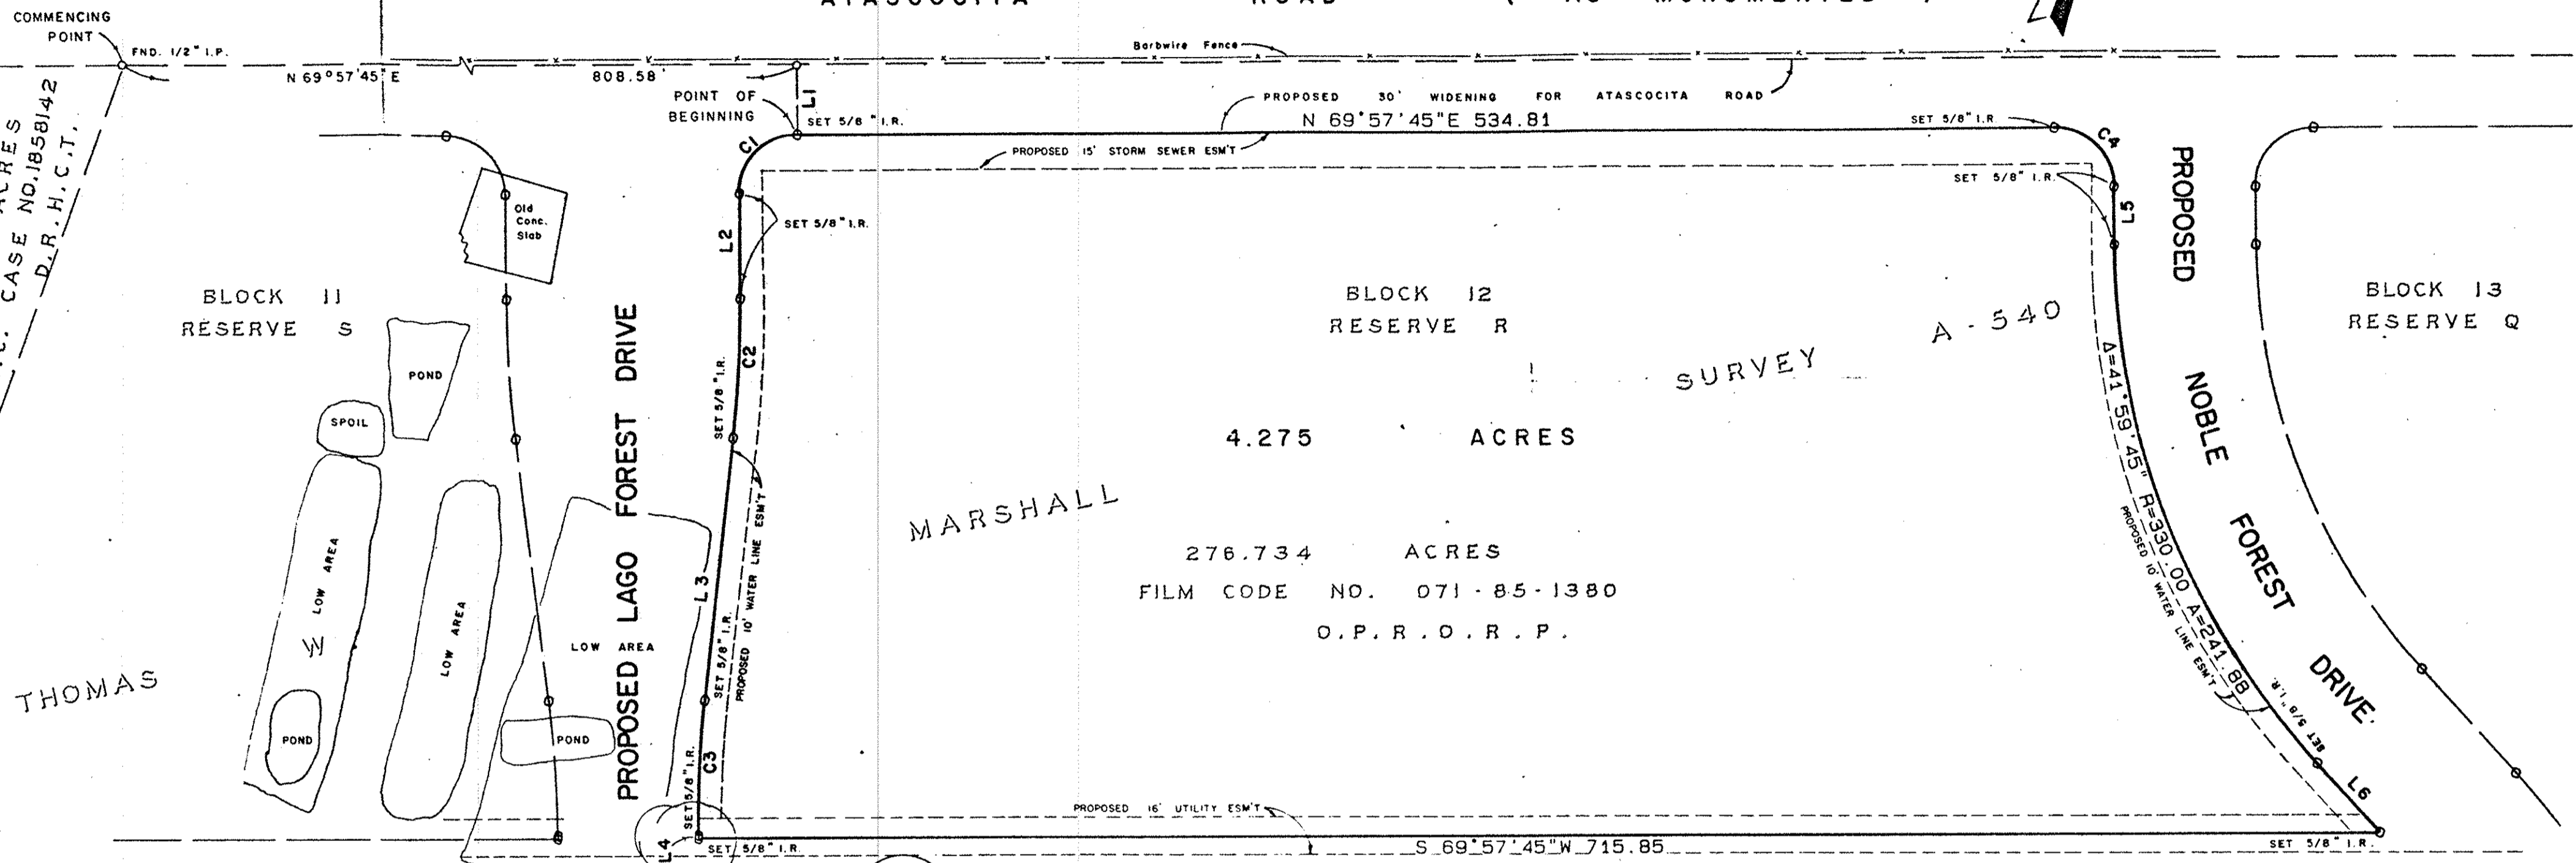 ATASCOCITA ROAD ( AS MONUMENTED )
COMMENCING
POINT
FND. 1/2" I.P.
Barbwire Fence
N 69°57'45" E 808.58'
ACRES
CASE NO. 1858142
D. R. H. C. T.
POINT OF
BEGINNING
L1
SET 5/8" I.R.
PROPOSED 30' WIDENING FOR ATASCOCITA ROAD
N 69°57'45"E 534.81
SET 5/8" I.R.
C1
C4
PROPOSED 15' STORM SEWER ESM'T
SET 5/8" I.R.
L5
Old
Conc.
Slab
L2
SET 5/8" I.R.
BLOCK 11
RESERVE S
BLOCK 12
RESERVE R
BLOCK 13
RESERVE Q
A - 540
SURVEY
MARSHALL
THOMAS
W
POND
SPOIL
LOW AREA
LOW AREA
LOW AREA
POND
POND
PROPOSED LAGO FOREST DRIVE
C2
SET 5/8" I.R.
L3
PROPOSED 10' WATER LINE ESM'T
SET 5/8" I.R.
C3
SET 5/8" I.R.
L4
SET 5/8" I.R.
4.275 ACRES
276.734 ACRES
FILM CODE NO. 071-85-1380
O.P.R.O.R.P.
PROPOSED NOBLE FOREST DRIVE
Δ=41°59'45" R=330.00 A=241.88
PROPOSED 10' WATER LINE ESM'T
SET 5/8" I.R.
L6
PROPOSED 16' UTILITY ESM'T
S 69°57'45"W 715.85
SET 5/8" I.R.